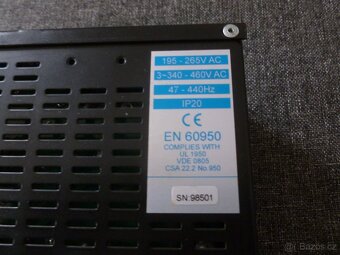 195 - 265V AC
3~340 - 460V AC
47 - 440Hz
IP20
CE
EN 60950
COMPLIES WITH
UL 1950
VDE 0805
CSA 22.2 No.950
SN:98501
Bazoš.cz